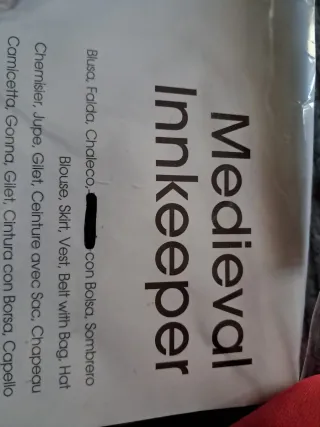 Medieval
Innkeeper
Blusa, Falda, Chaleco, con Bolsa, Sombrero
Blouse, Skirt, Vest, Belt with Bag, Hat
Chemisier, Jupe, Gilet, Ceinture avec Sac, Chapeau
Camicetta, Gonna, Gilet, Cintura con Borsa, Capello